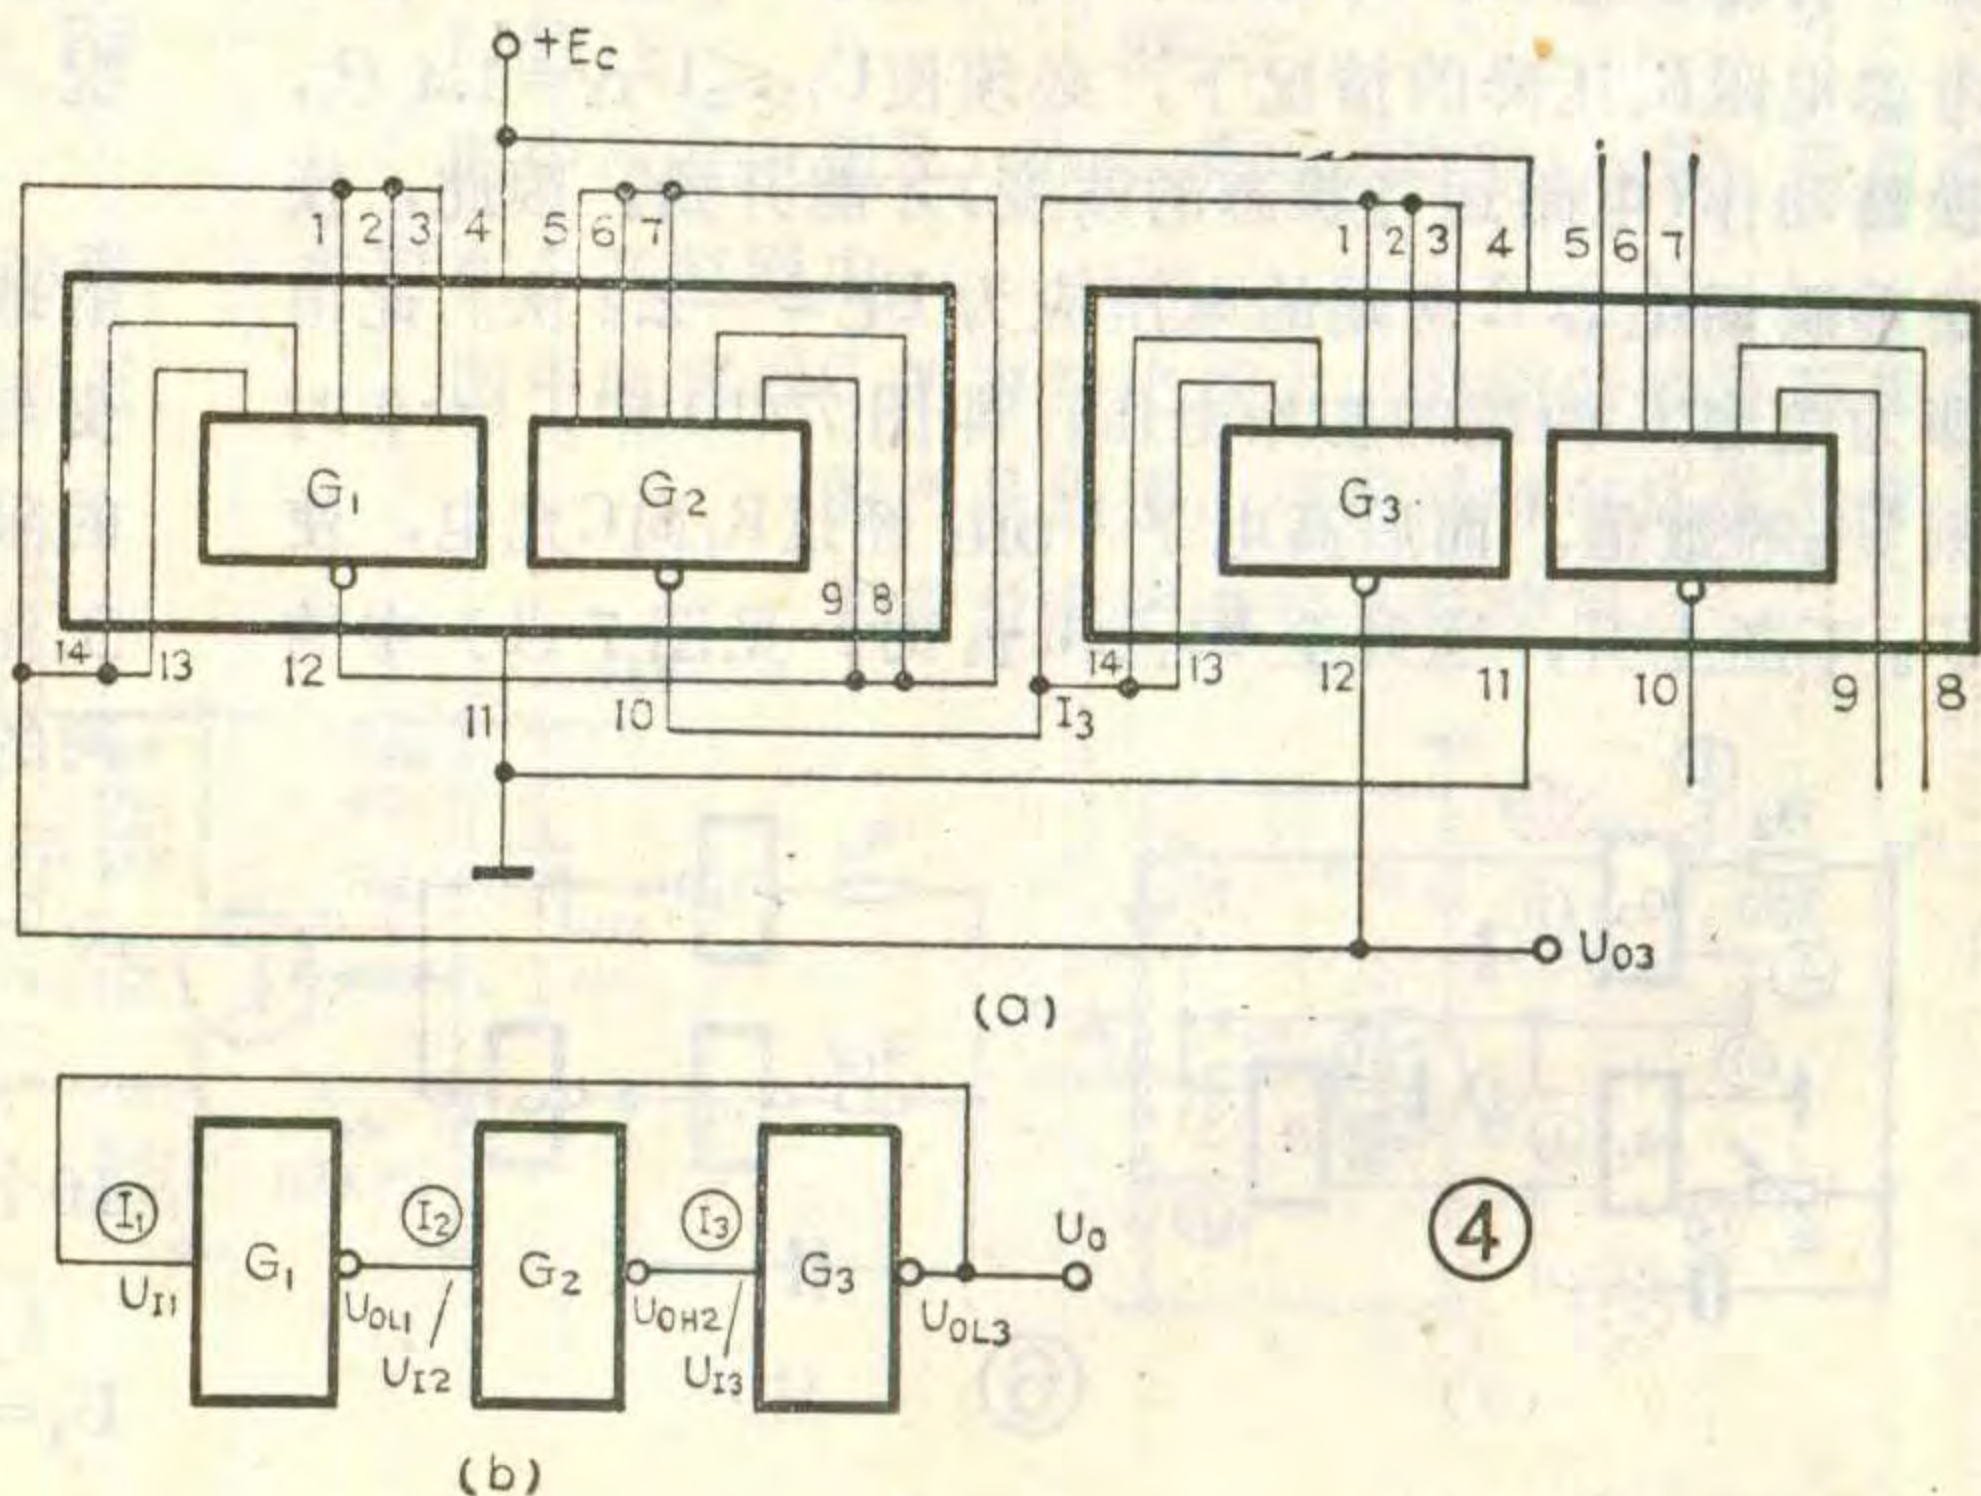 +EC
1 2 3 4 5 6 7
1 2 3 4 5 6 7
G1 G2 G3
9 8
14 13 12 11 10
I3
14 13 12 11 10 9 8
U03
(a)
I1 I2 I3
G1 G2 G3
U0
UI1 UOL1 / UI2 UOH2 / UI3 UOL3
4
(b)